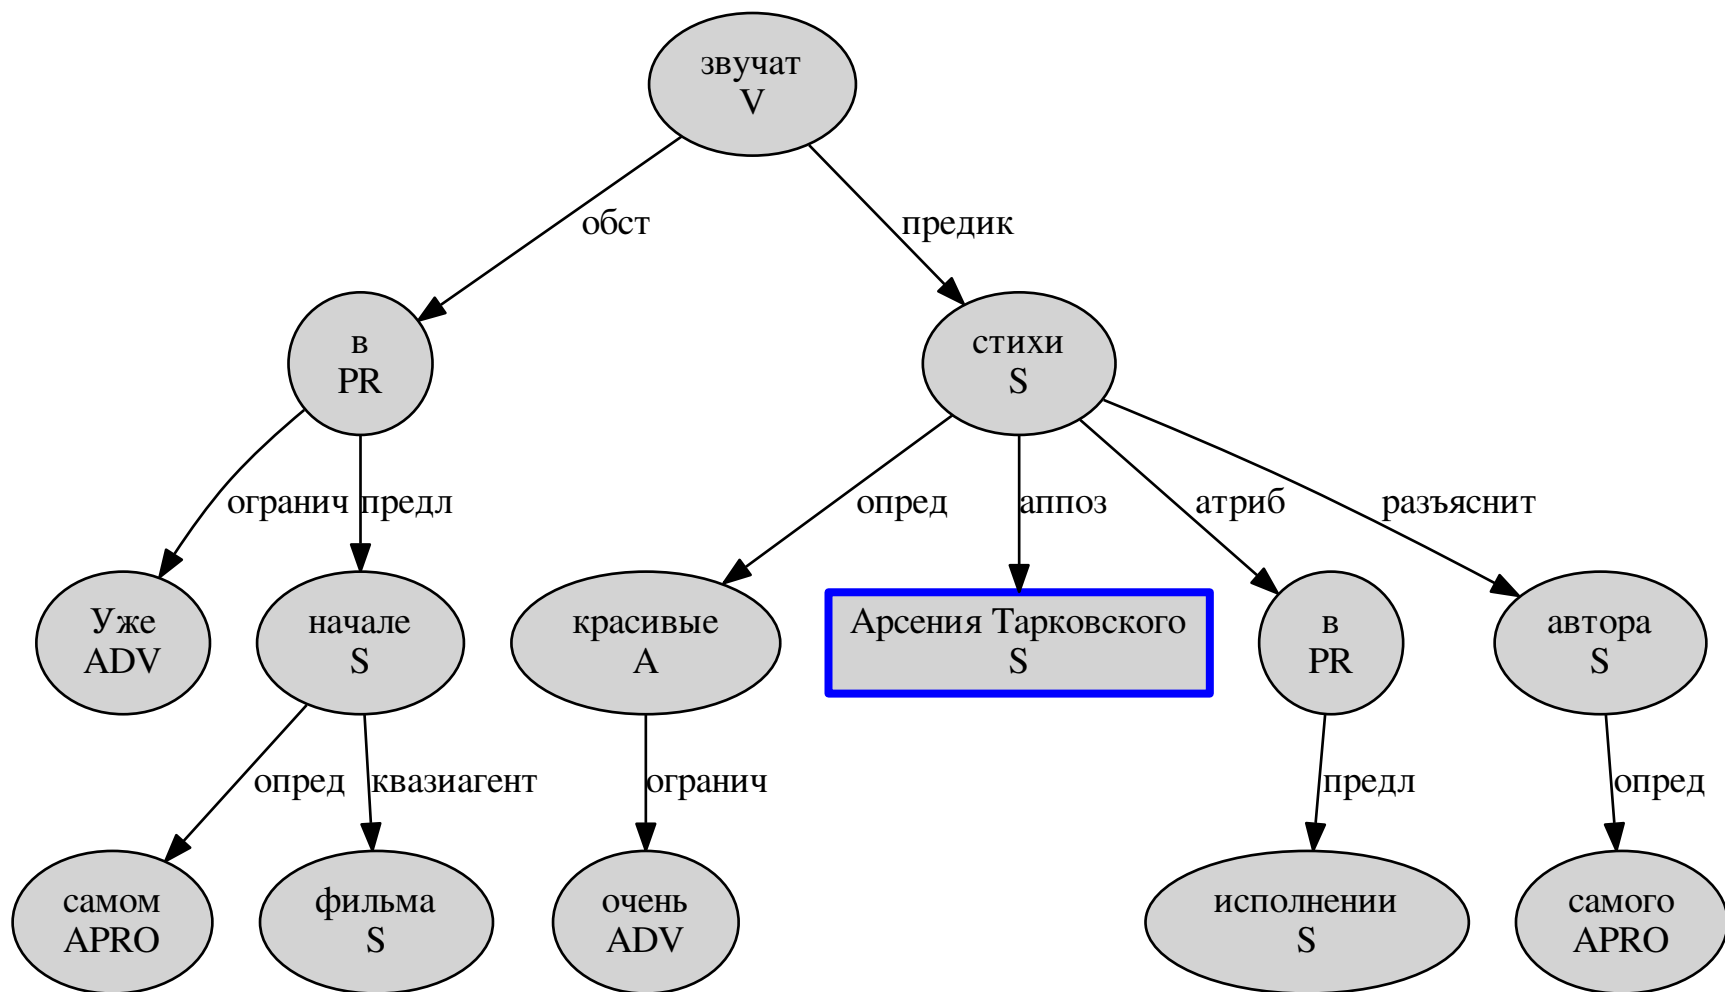 звучат
V
обст
предик
в
PR
стихи
S
огранич
предл
опред
аппоз
атриб
разъяснит
Уже
ADV
начале
S
красивые
A
Арсения Тарковского
S
в
PR
автора
S
опред
квазиагент
огранич
предл
опред
самом
APRO
фильма
S
очень
ADV
исполнении
S
самого
APRO